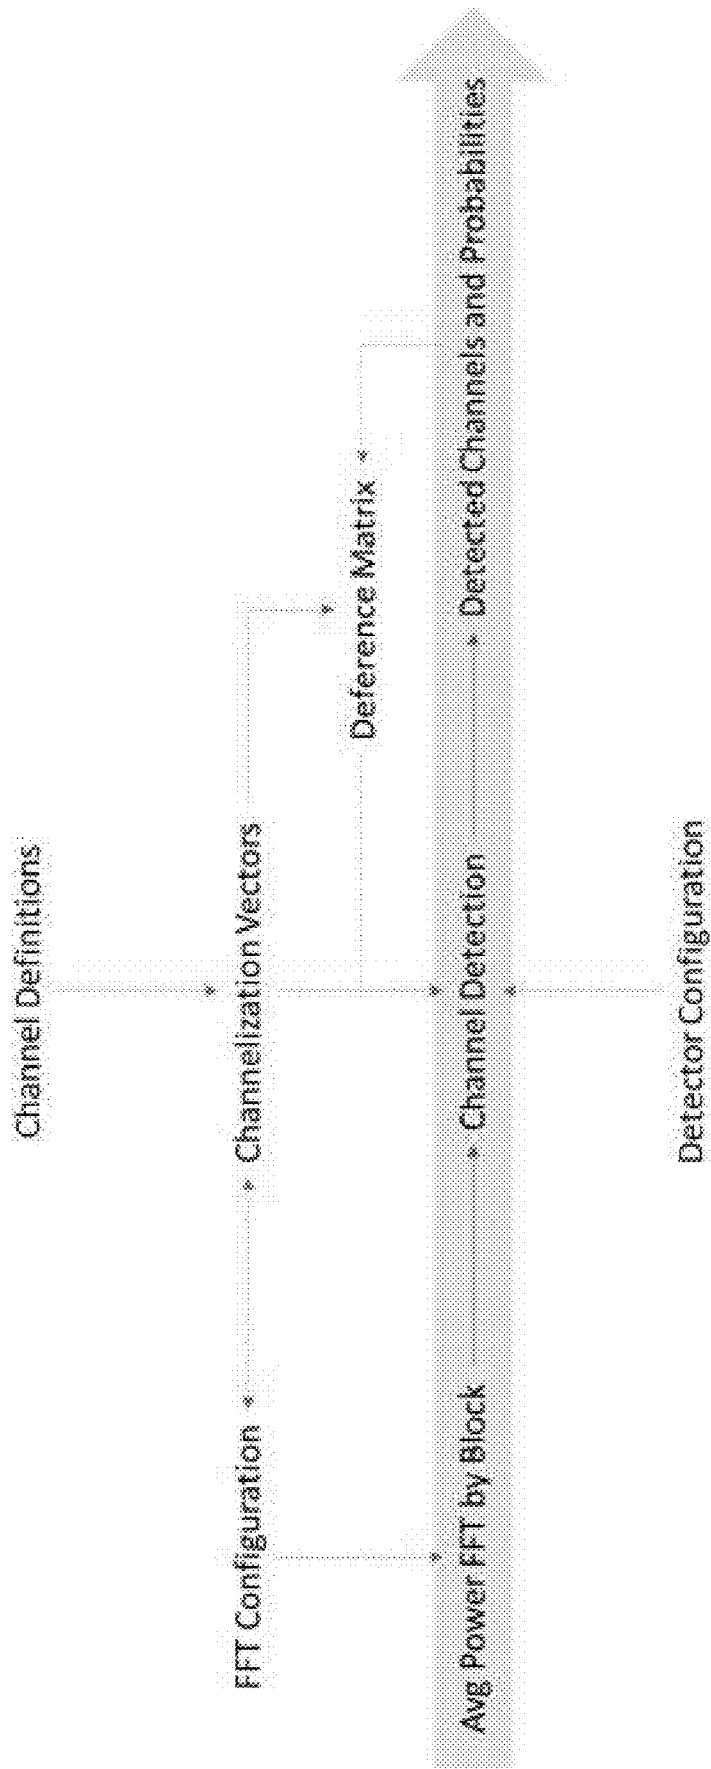 Channel Definitions
FFT Configuration
Channelization Vectors
Deference Matrix
Avg Power FFT by Block
Channel Detection
Detected Channels and Probabilities
Detector Configuration